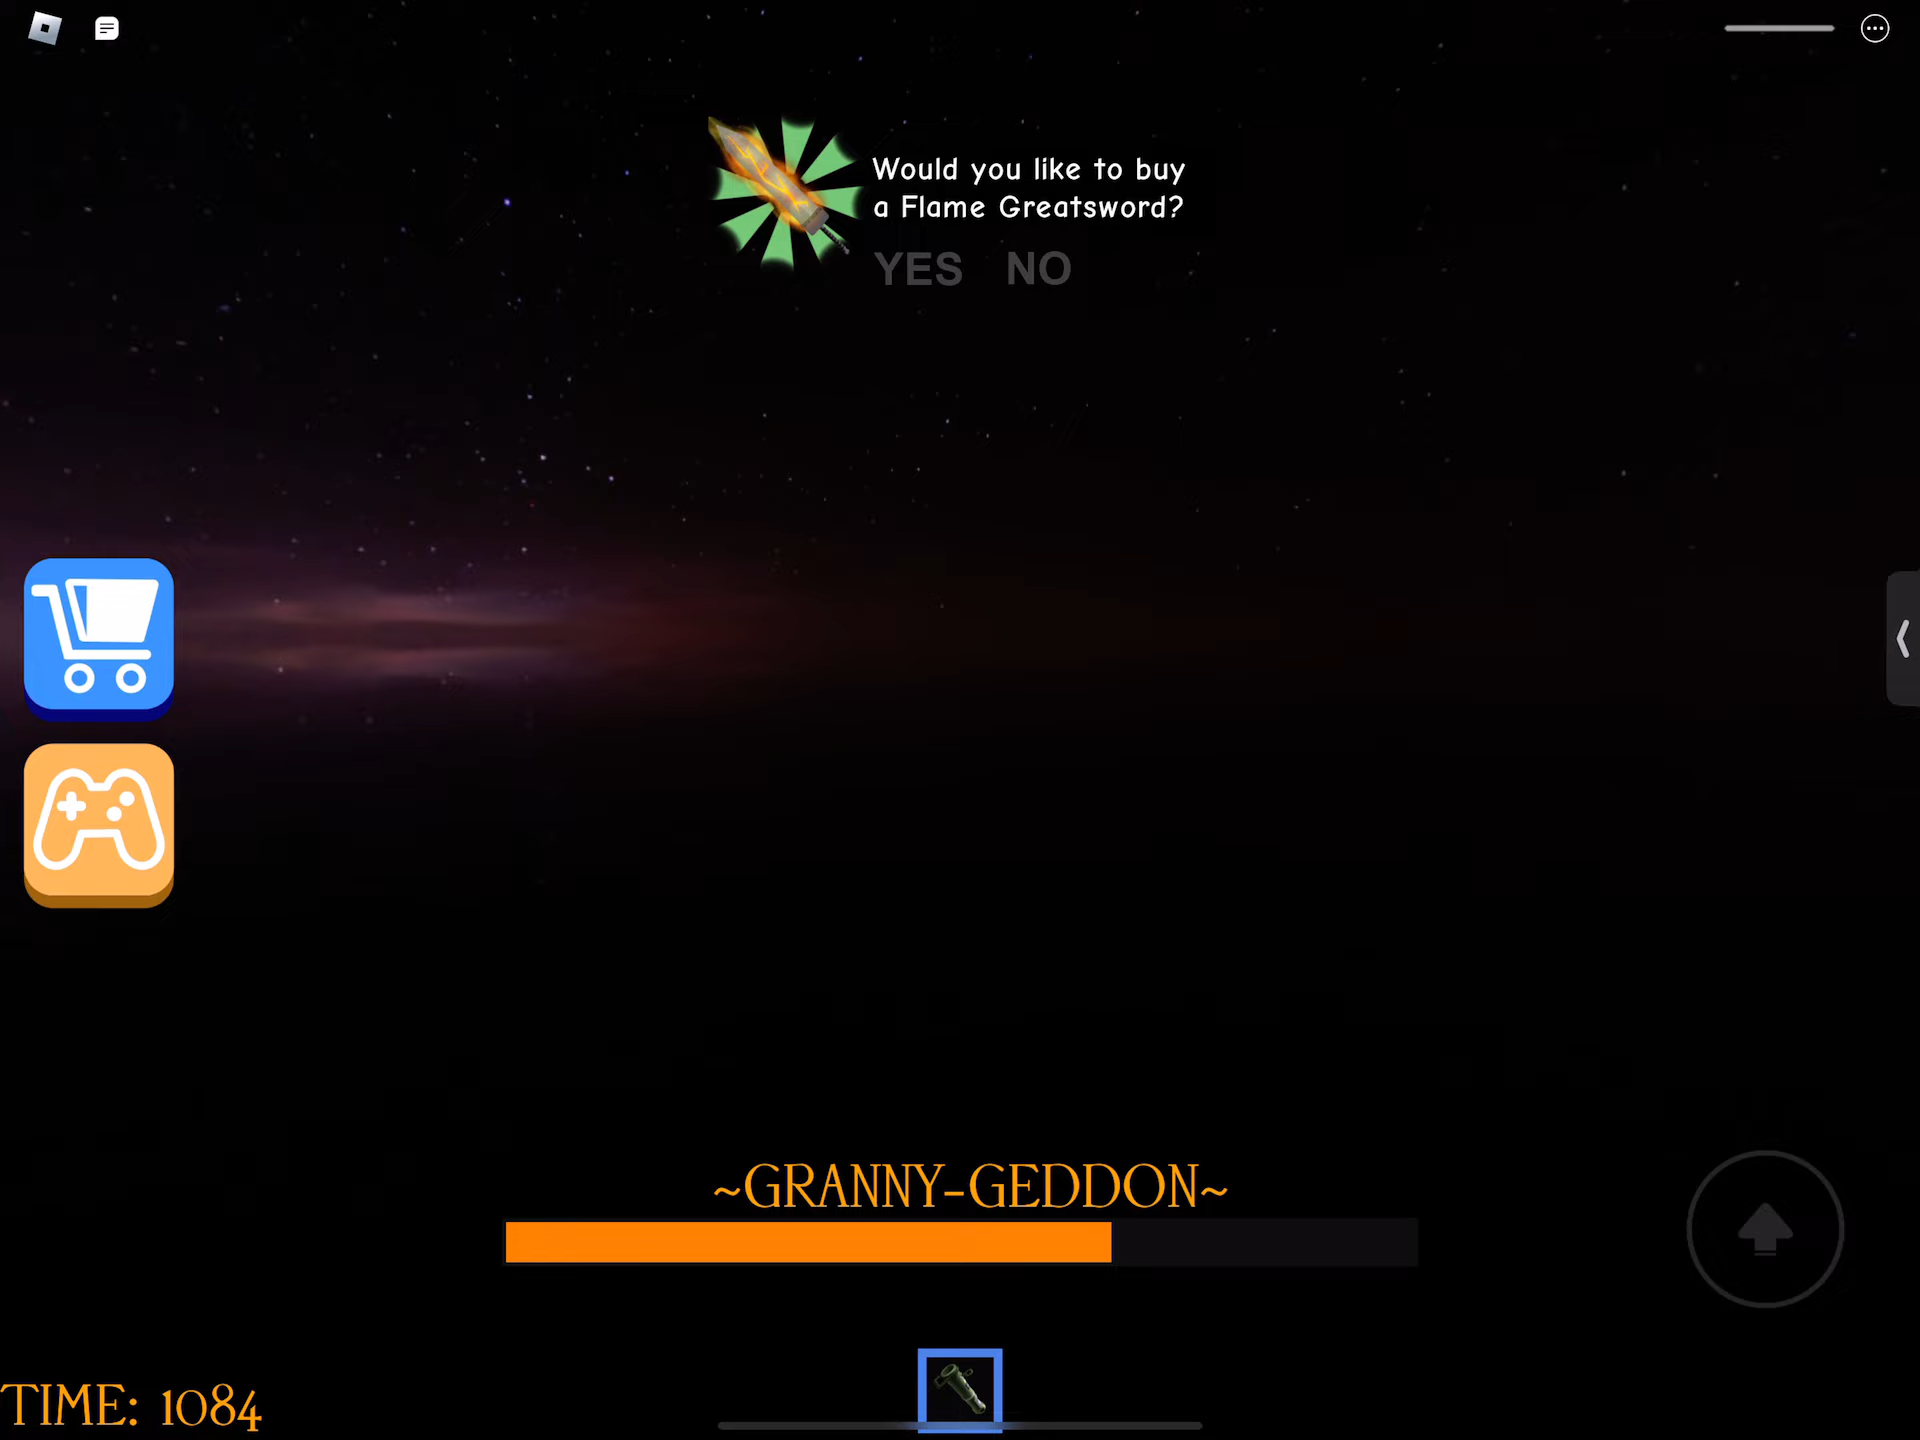 Would you like to buy
a Flame Greatsword?
YES NO
~GRANNY-GEDDON~
TIME: 1084